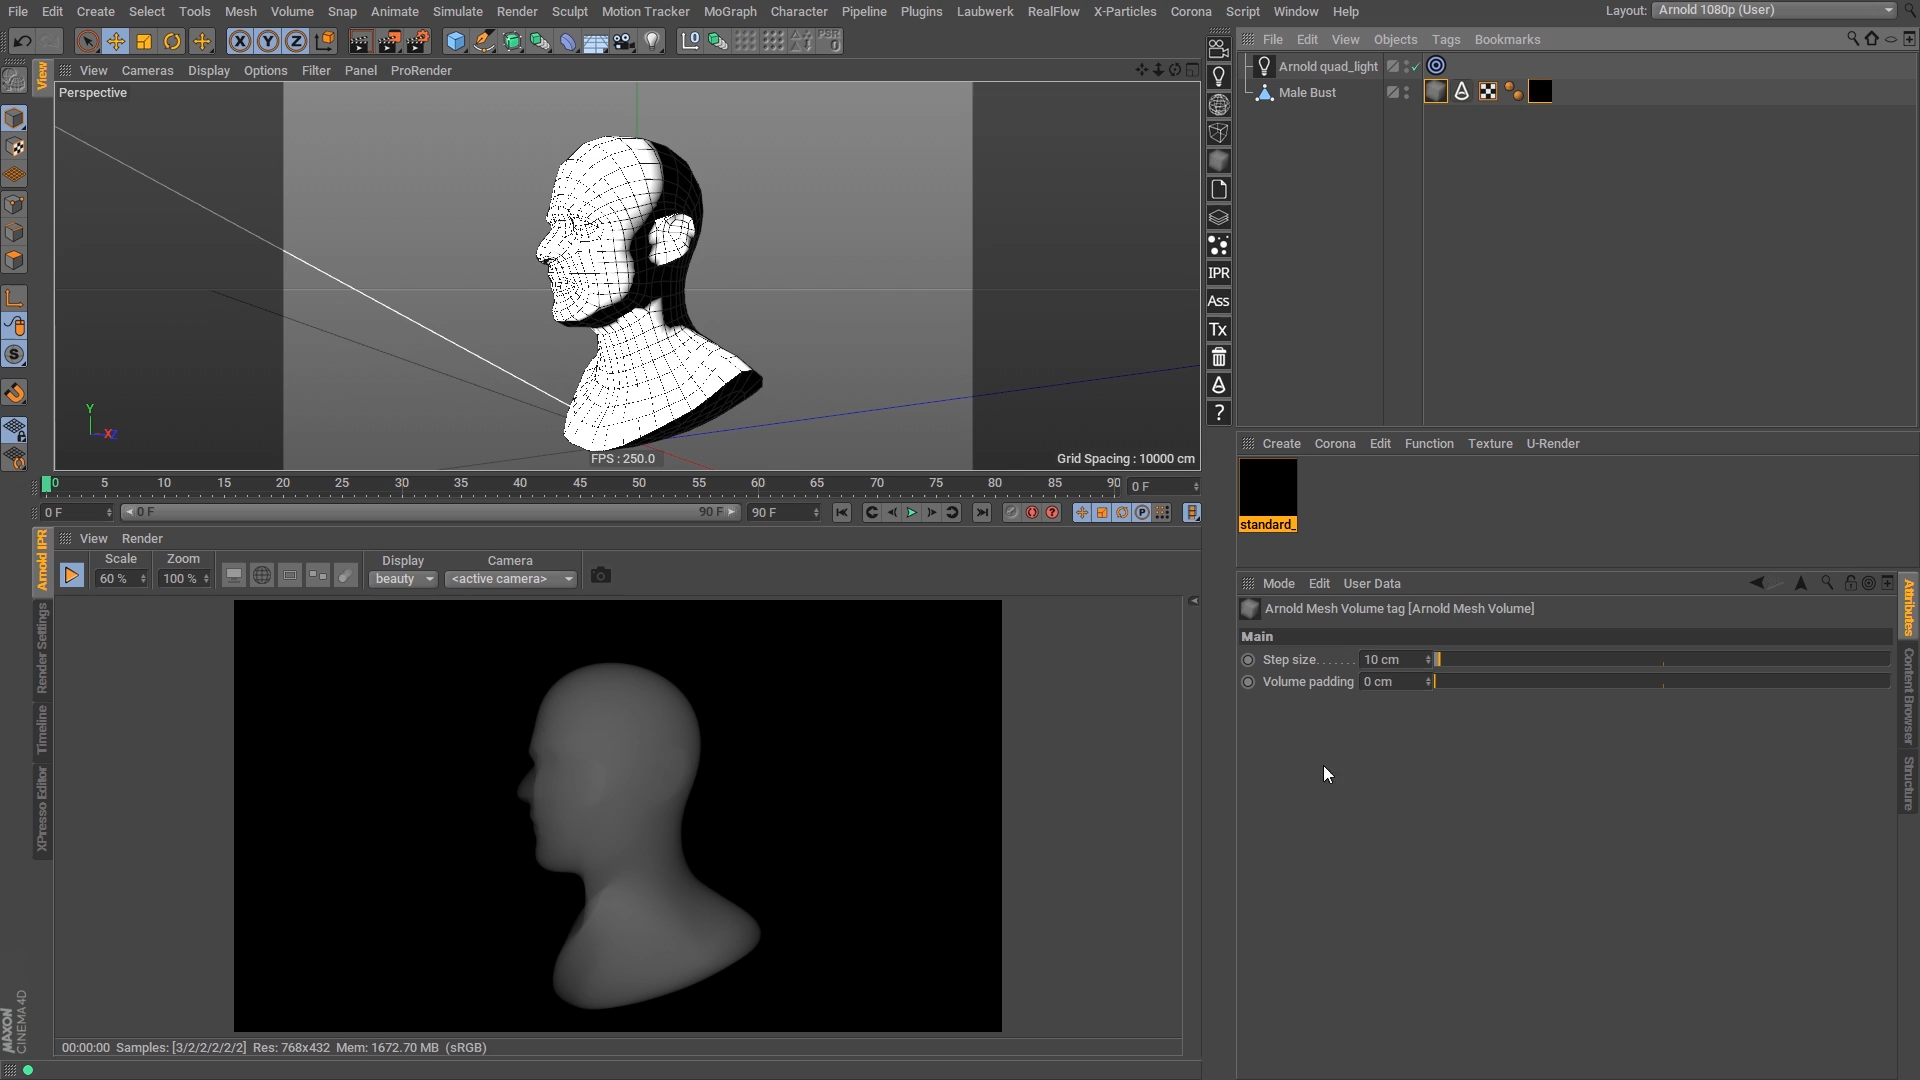 File Edit Create Select Tools Mesh Volume Snap Animate Simulate Render Sculpt Motion Tracker MoGraph Character Pipeline Plugins Laubwerk RealFlow X-Particles Corona Script Window Help
Layout: Arnold 1080p (User)
X Y Z
PSR
0
File Edit View Objects Tags Bookmarks
View
View Cameras Display Options Filter Panel ProRender
Arnold quad_light
Male Bust
Perspective
IPR
Ass
Tx
?
S
Y
XZ
FPS : 250.0
Grid Spacing : 10000 cm
Create Corona Edit Function Texture U-Render
standard_
0 5 10 15 20 25 30 35 40 45 50 55 60 65 70 75 80 85 90
0 F
0 F
0 F
90 F
90 F
P
Arnold IPR
Render Settings
Timeline
XPresso Editor
View Render
Scale
60 %
Zoom
100 %
Display
beauty
Camera
<active camera>
Mode Edit User Data
Arnold Mesh Volume tag [Arnold Mesh Volume]
Main
Step size. . . . . . . 10 cm
Volume padding 0 cm
Attributes
Content Browser
Structure
MAXON
CINEMA 4D
00:00:00 Samples: [3/2/2/2/2/2] Res: 768x432 Mem: 1672.70 MB (sRGB)